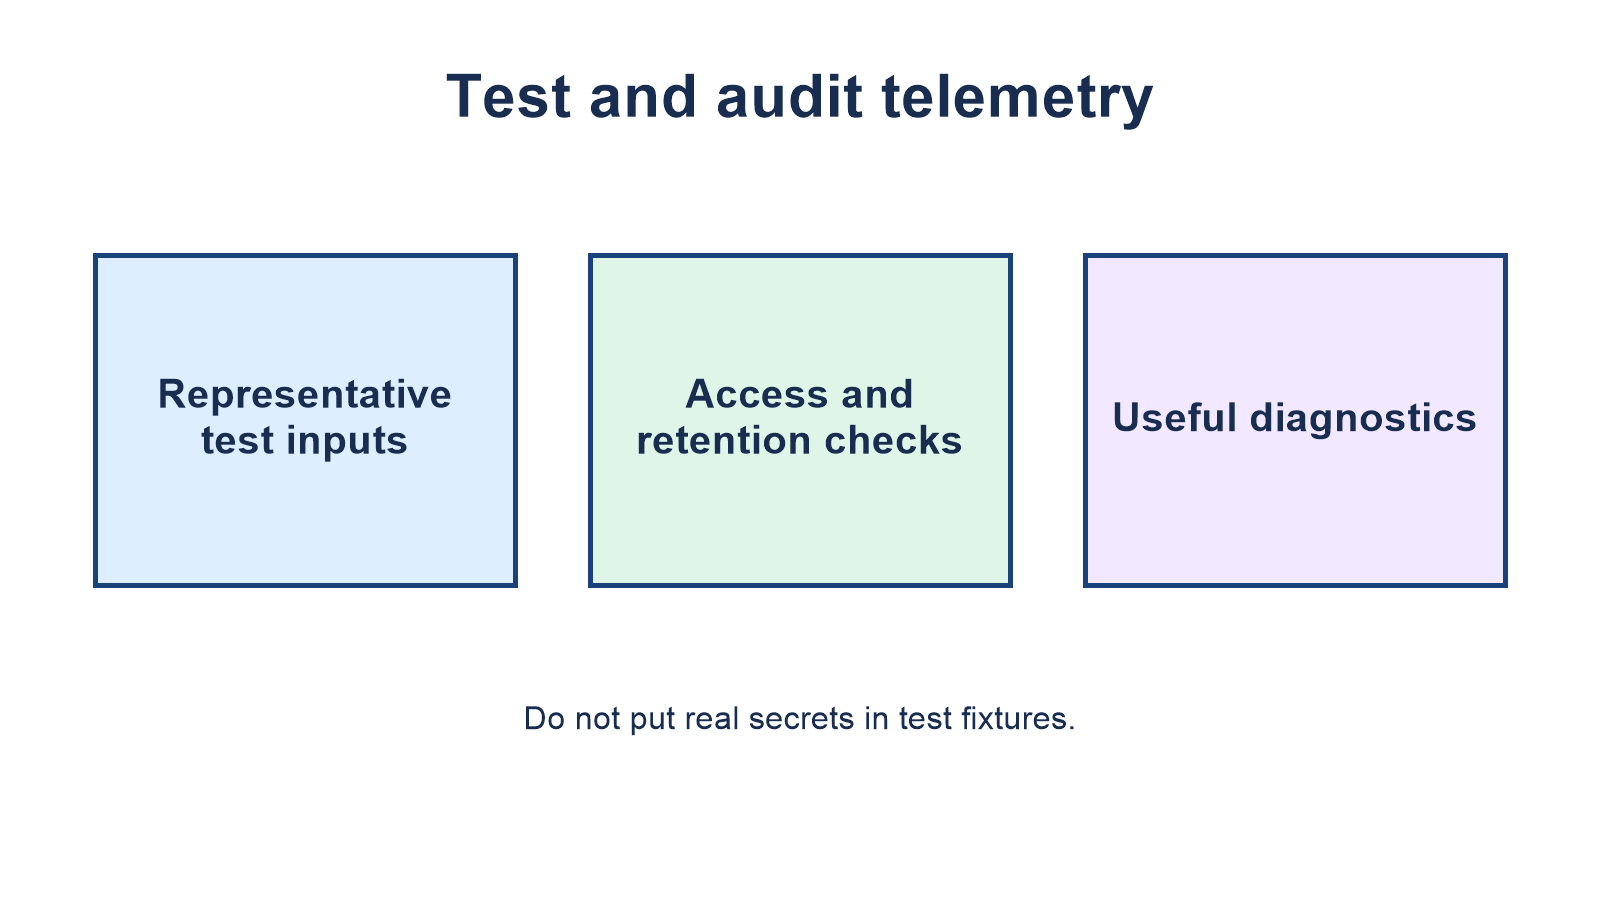 Test and audit telemetry
Representative
test inputs
Access and
retention checks
Useful diagnostics
Do not put real secrets in test fixtures.